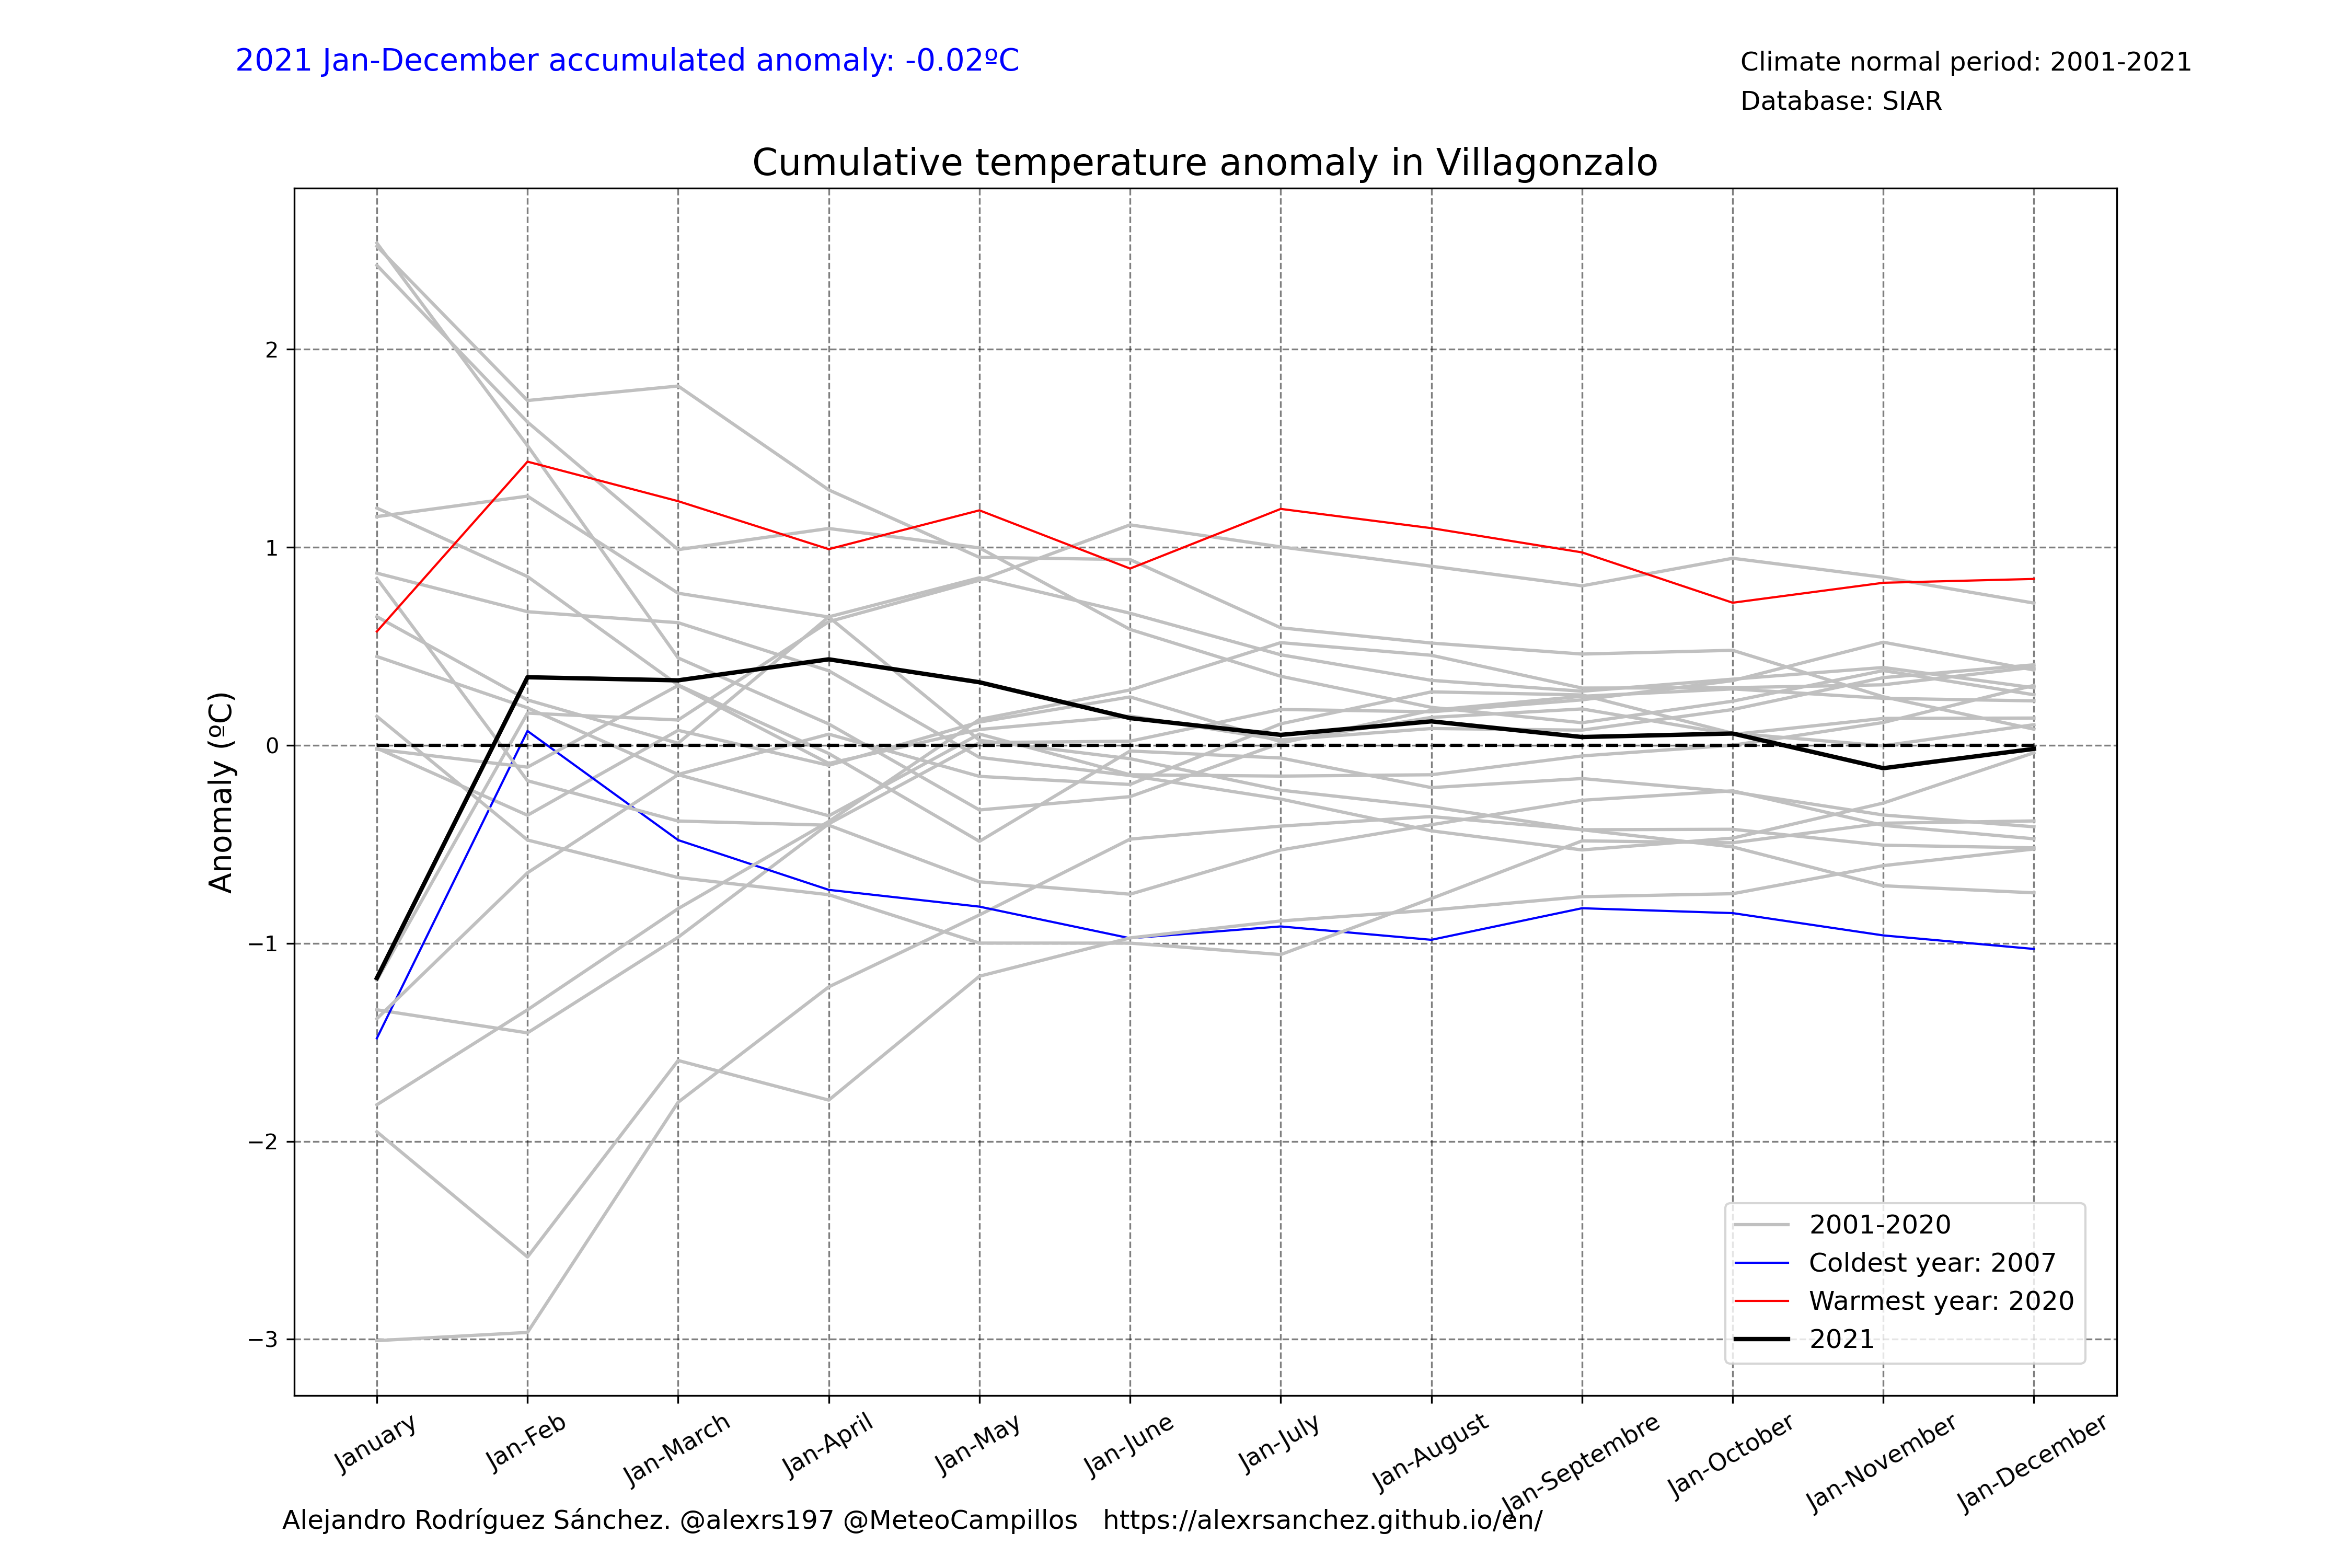 2021 Jan-December accumulated anomaly: -0.02ºC
Climate normal period: 2001-2021
Database: SIAR
Cumulative temperature anomaly in Villagonzalo
Anomaly (ºC)
2
1
0
−1
−2
−3
2001-2020
Coldest year: 2007
Warmest year: 2020
2021
January
Jan-Feb
Jan-March
Jan-April
Jan-May
Jan-June
Jan-July
Jan-August
Jan-Septembre
Jan-October
Jan-November
Jan-December
Alejandro Rodríguez Sánchez. @alexrs197 @MeteoCampillos   https://alexrsanchez.github.io/en/